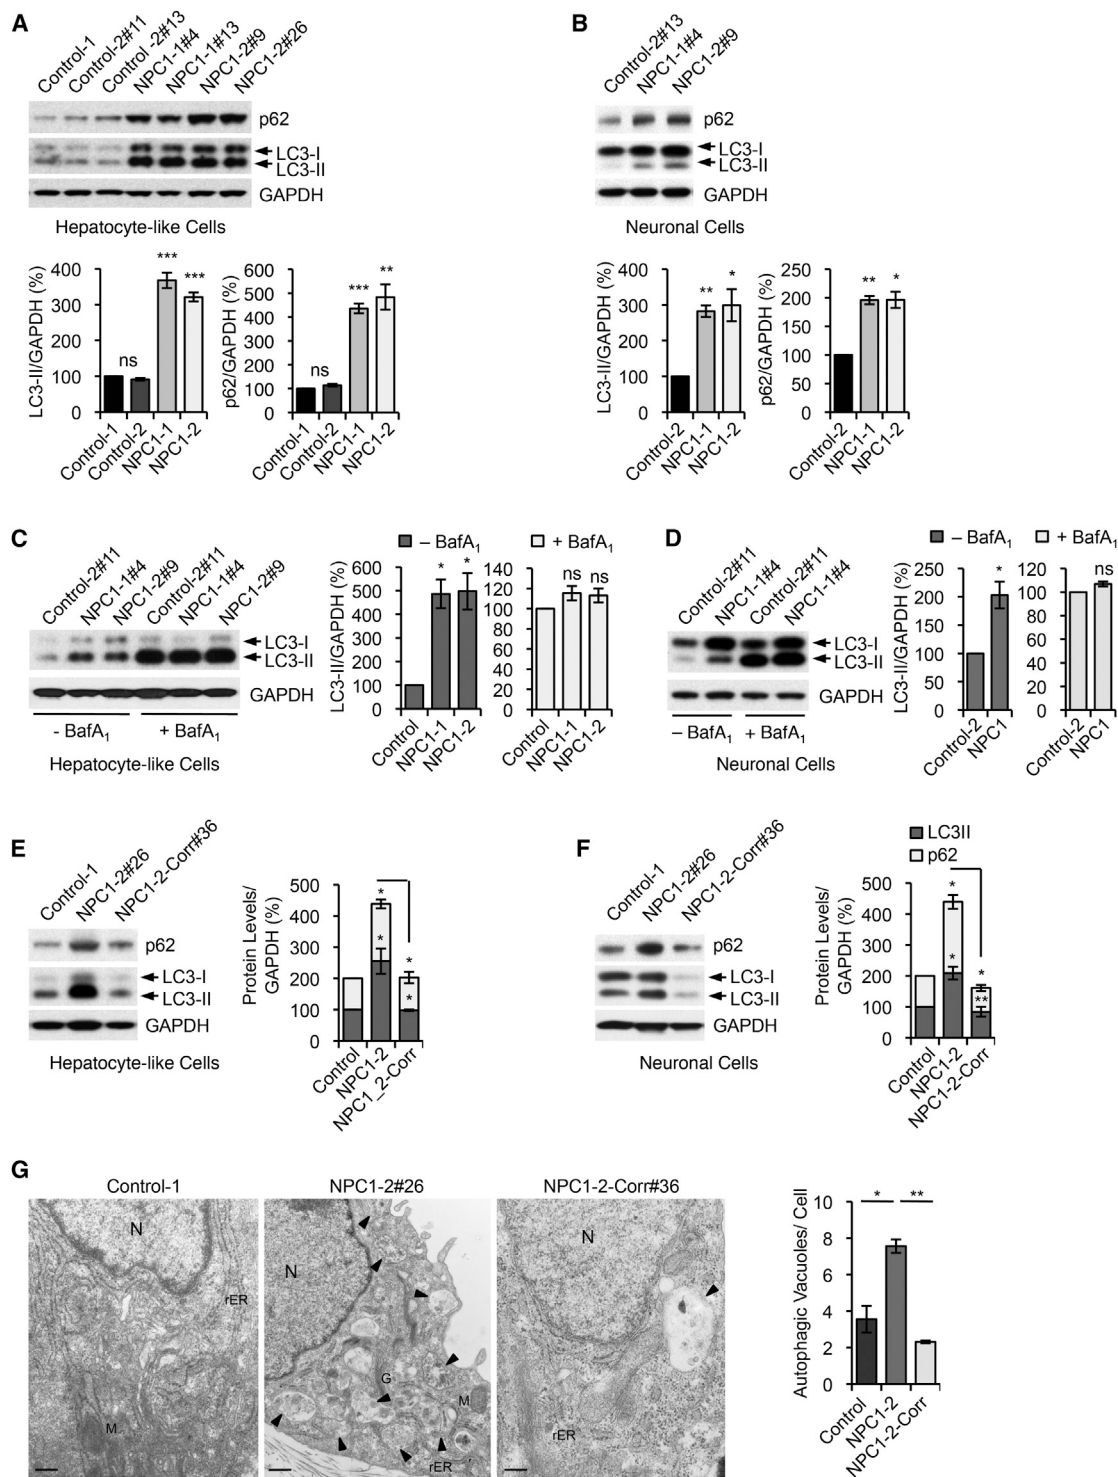 A
Control-1
Control-2#11
Control -2#13
NPC1-1#4
NPC1-1#13
NPC1-2#9
NPC1-2#26
p62
LC3-I
LC3-II
GAPDH
Hepatocyte-like Cells
LC3-II/GAPDH (%)
400
300
200
100
0
ns
***
***
Control-1
Control-2
NPC1-1
NPC1-2
p62/GAPDH (%)
600
500
400
300
200
100
0
ns
***
**
Control-1
Control-2
NPC1-1
NPC1-2
B
Control-2#13
NPC1-1#4
NPC1-2#9
p62
LC3-I
LC3-II
GAPDH
Neuronal Cells
LC3-II/GAPDH (%)
400
300
200
100
0
**
*
Control-2
NPC1-1
NPC1-2
p62/GAPDH (%)
250
200
150
100
50
0
**
*
Control-2
NPC1-1
NPC1-2
C
Control-2#11
NPC1-1#4
NPC1-2#9
Control-2#11
NPC1-1#4
NPC1-2#9
LC3-I
LC3-II
GAPDH
- BafA1
+ BafA1
Hepatocyte-like Cells
– BafA1
+ BafA1
LC3-II/GAPDH (%)
600
500
400
300
200
100
0
*
*
Control
NPC1-1
NPC1-2
140
120
100
80
60
40
20
0
ns
ns
Control
NPC1-1
NPC1-2
D
Control-2#11
NPC1-1#4
Control-2#11
NPC1-1#4
LC3-I
LC3-II
GAPDH
– BafA1
+ BafA1
Neuronal Cells
– BafA1
+ BafA1
LC3-II/GAPDH (%)
250
200
150
100
50
0
*
Control-2
NPC1
120
100
80
60
40
20
0
ns
Control-2
NPC1
E
Control-1
NPC1-2#26
NPC1-2-Corr#36
p62
LC3-I
LC3-II
GAPDH
Hepatocyte-like Cells
Protein Levels/
GAPDH (%)
500
400
300
200
100
0
*
*
*
*
Control
NPC1-2
NPC1_2-Corr
F
Control-1
NPC1-2#26
NPC1-2-Corr#36
p62
LC3-I
LC3-II
GAPDH
Neuronal Cells
LC3II
p62
Protein Levels/
GAPDH (%)
500
400
300
200
100
0
*
*
*
**
Control
NPC1-2
NPC1-2-Corr
G
Control-1
N
rER
M
NPC1-2#26
N
G
M
rER
NPC1-2-Corr#36
N
rER
Autophagic Vacuoles/ Cell
10
8
6
4
2
0
*
**
Control
NPC1-2
NPC1-2-Corr